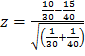 z = (10/30 - 15/40) / √((1/30 + 1/40))